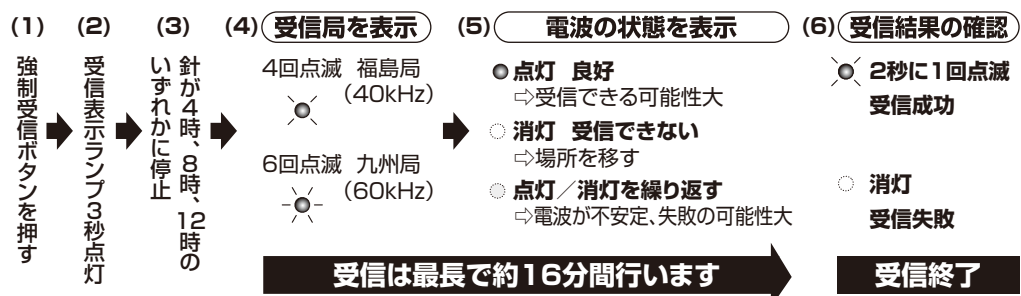 (1)
強制受信ボタンを押す
(2)
受信表示ランプ3秒点灯
(3)
針が4時、8時、12時の
いずれかに停止
(4) 受信局を表示
4回点滅 福島局
(40kHz)
6回点滅 九州局
(60kHz)
(5) 電波の状態を表示
点灯 良好
⇨受信できる可能性大
消灯 受信できない
⇨場所を移す
点灯／消灯を繰り返す
⇨電波が不安定、失敗の可能性大
受信は最長で約16分間行います
(6) 受信結果の確認
2秒に1回点滅
受信成功
消灯
受信失敗
受信終了